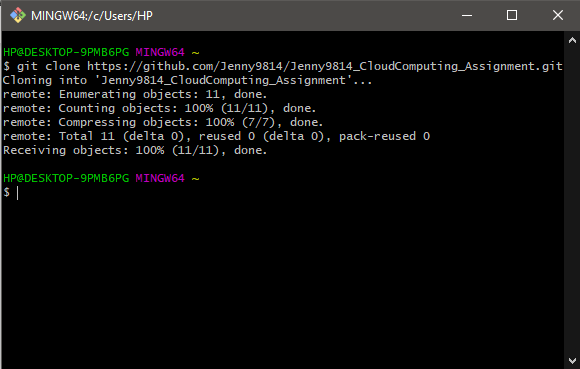 MINGW64:/c/Users/HP
HP@DESKTOP-9PMB6PG MINGW64 ~
$ git clone https://github.com/Jenny9814/Jenny9814_CloudComputing_Assignment.git
Cloning into 'Jenny9814_CloudComputing_Assignment'...
remote: Enumerating objects: 11, done.
remote: Counting objects: 100% (11/11), done.
remote: Compressing objects: 100% (7/7), done.
remote: Total 11 (delta 0), reused 0 (delta 0), pack-reused 0
Receiving objects: 100% (11/11), done.
HP@DESKTOP-9PMB6PG MINGW64 ~
$